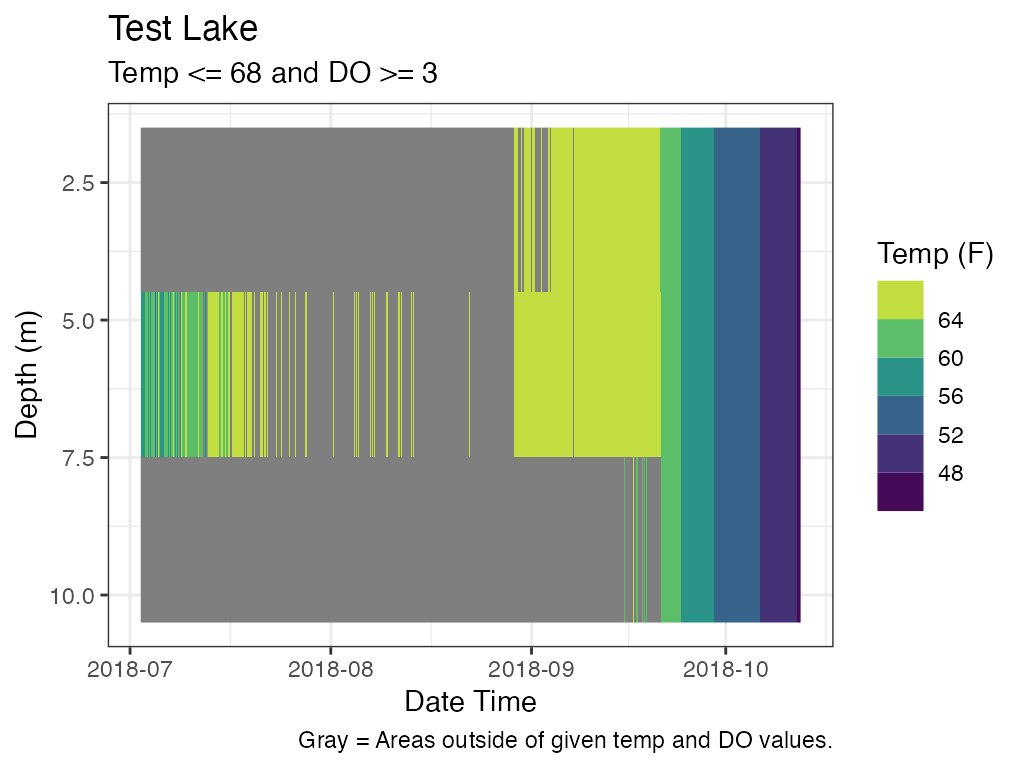 Test Lake
Temp <= 68 and DO >= 3
Depth (m)
2.5
5.0
7.5
10.0
2018-07
2018-08
2018-09
2018-10
Date Time
Gray = Areas outside of given temp and DO values.
Temp (F)
64
60
56
52
48